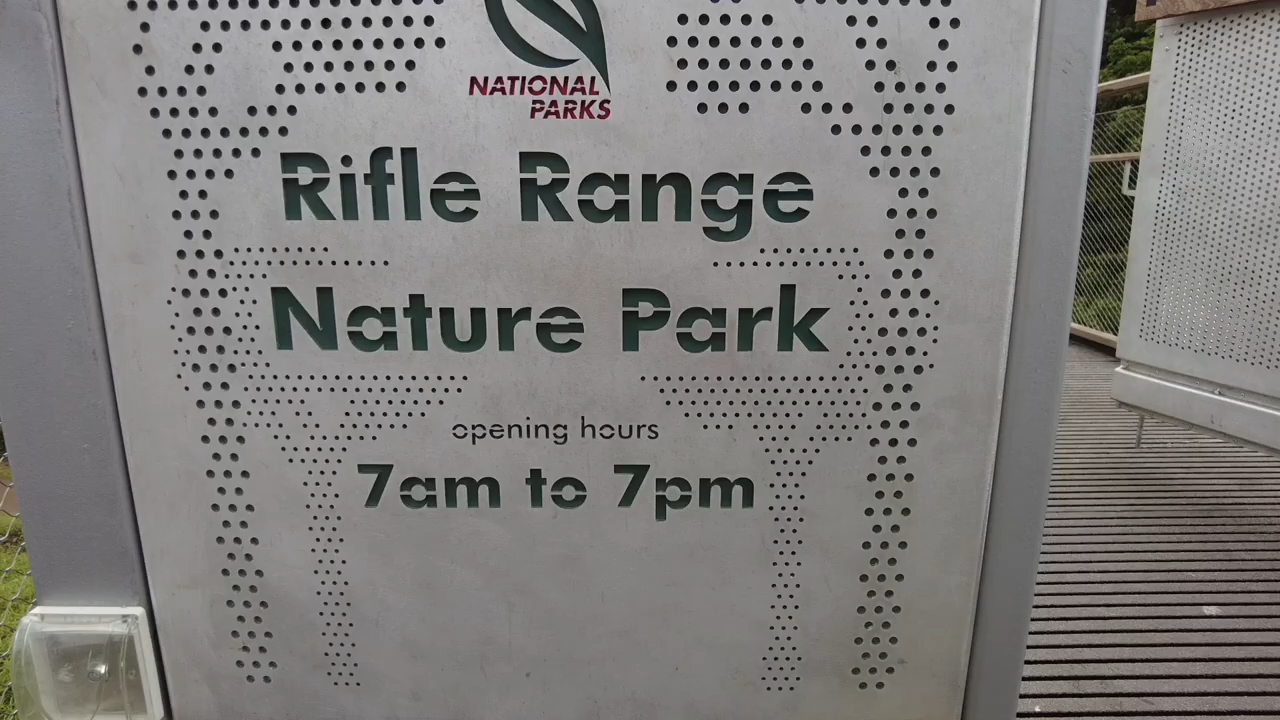 NATIONAL
PARKS
Rifle Range
Nature Park
opening hours
7am to 7pm